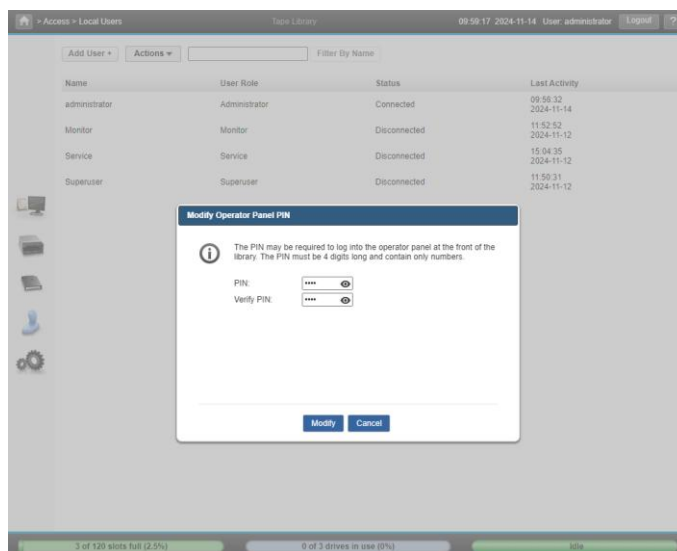 > Access > Local Users
Tape Library
09:59:17 2024-11-14 User: administrator
Logout
?
Add User +
Actions
Filter By Name
Name User Role Status Last Activity
administrator Administrator Connected 09:56:32
2024-11-14
Monitor Monitor Disconnected 11:52:52
2024-11-12
Service Service Disconnected 15:04:35
2024-11-12
Superuser Superuser Disconnected 11:50:31
2024-11-12
Modify Operator Panel PIN
The PIN may be required to log into the operator panel at the front of the
library. The PIN must be 4 digits long and contain only numbers.
PIN: ••••
Verify PIN: ••••
Modify Cancel
3 of 120 slots full (2.5%)
0 of 3 drives in use (0%)
Idle